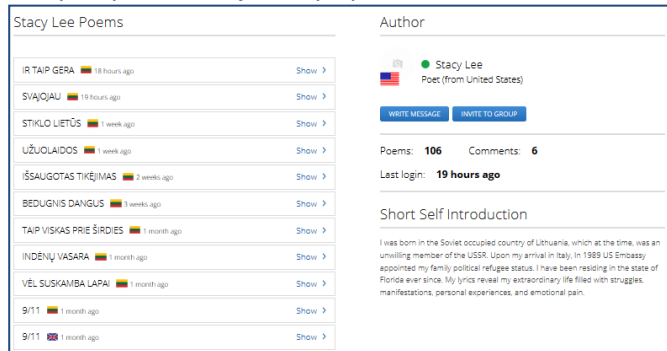 Stacy Lee Poems
IR TAIP GERA 18 hours ago Show >
SVAJOJAU 19 hours ago Show >
STIKLO LIETŪS 1 week ago Show >
UŽUOLAIDOS 1 week ago Show >
IŠSAUGOTAS TIKĖJIMAS 2 weeks ago Show >
BEDUGNIS DANGUS 3 weeks ago Show >
TAIP VISKAS PRIE ŠIRDIES 1 month ago Show >
INDĖNŲ VASARA 1 month ago Show >
VĖL SUSKAMBA LAPAI 1 month ago Show >
9/11 1 month ago Show >
9/11 1 month ago Show >
Author
Stacy Lee
Poet (from United States)
WRITE MESSAGE INVITE TO GROUP
Poems: 106 Comments: 6
Last login: 19 hours ago
Short Self Introduction
I was born in the Soviet occupied country of Lithuania, which at the time, was an
unwilling member of the USSR. Upon my arrival in Italy, in 1989 US Embassy
appointed my family political refugee status. I have been residing in the state of
Florida ever since. My lyrics reveal my extraordinary life filled with struggles,
manifestations, personal experiences, and emotional pain.